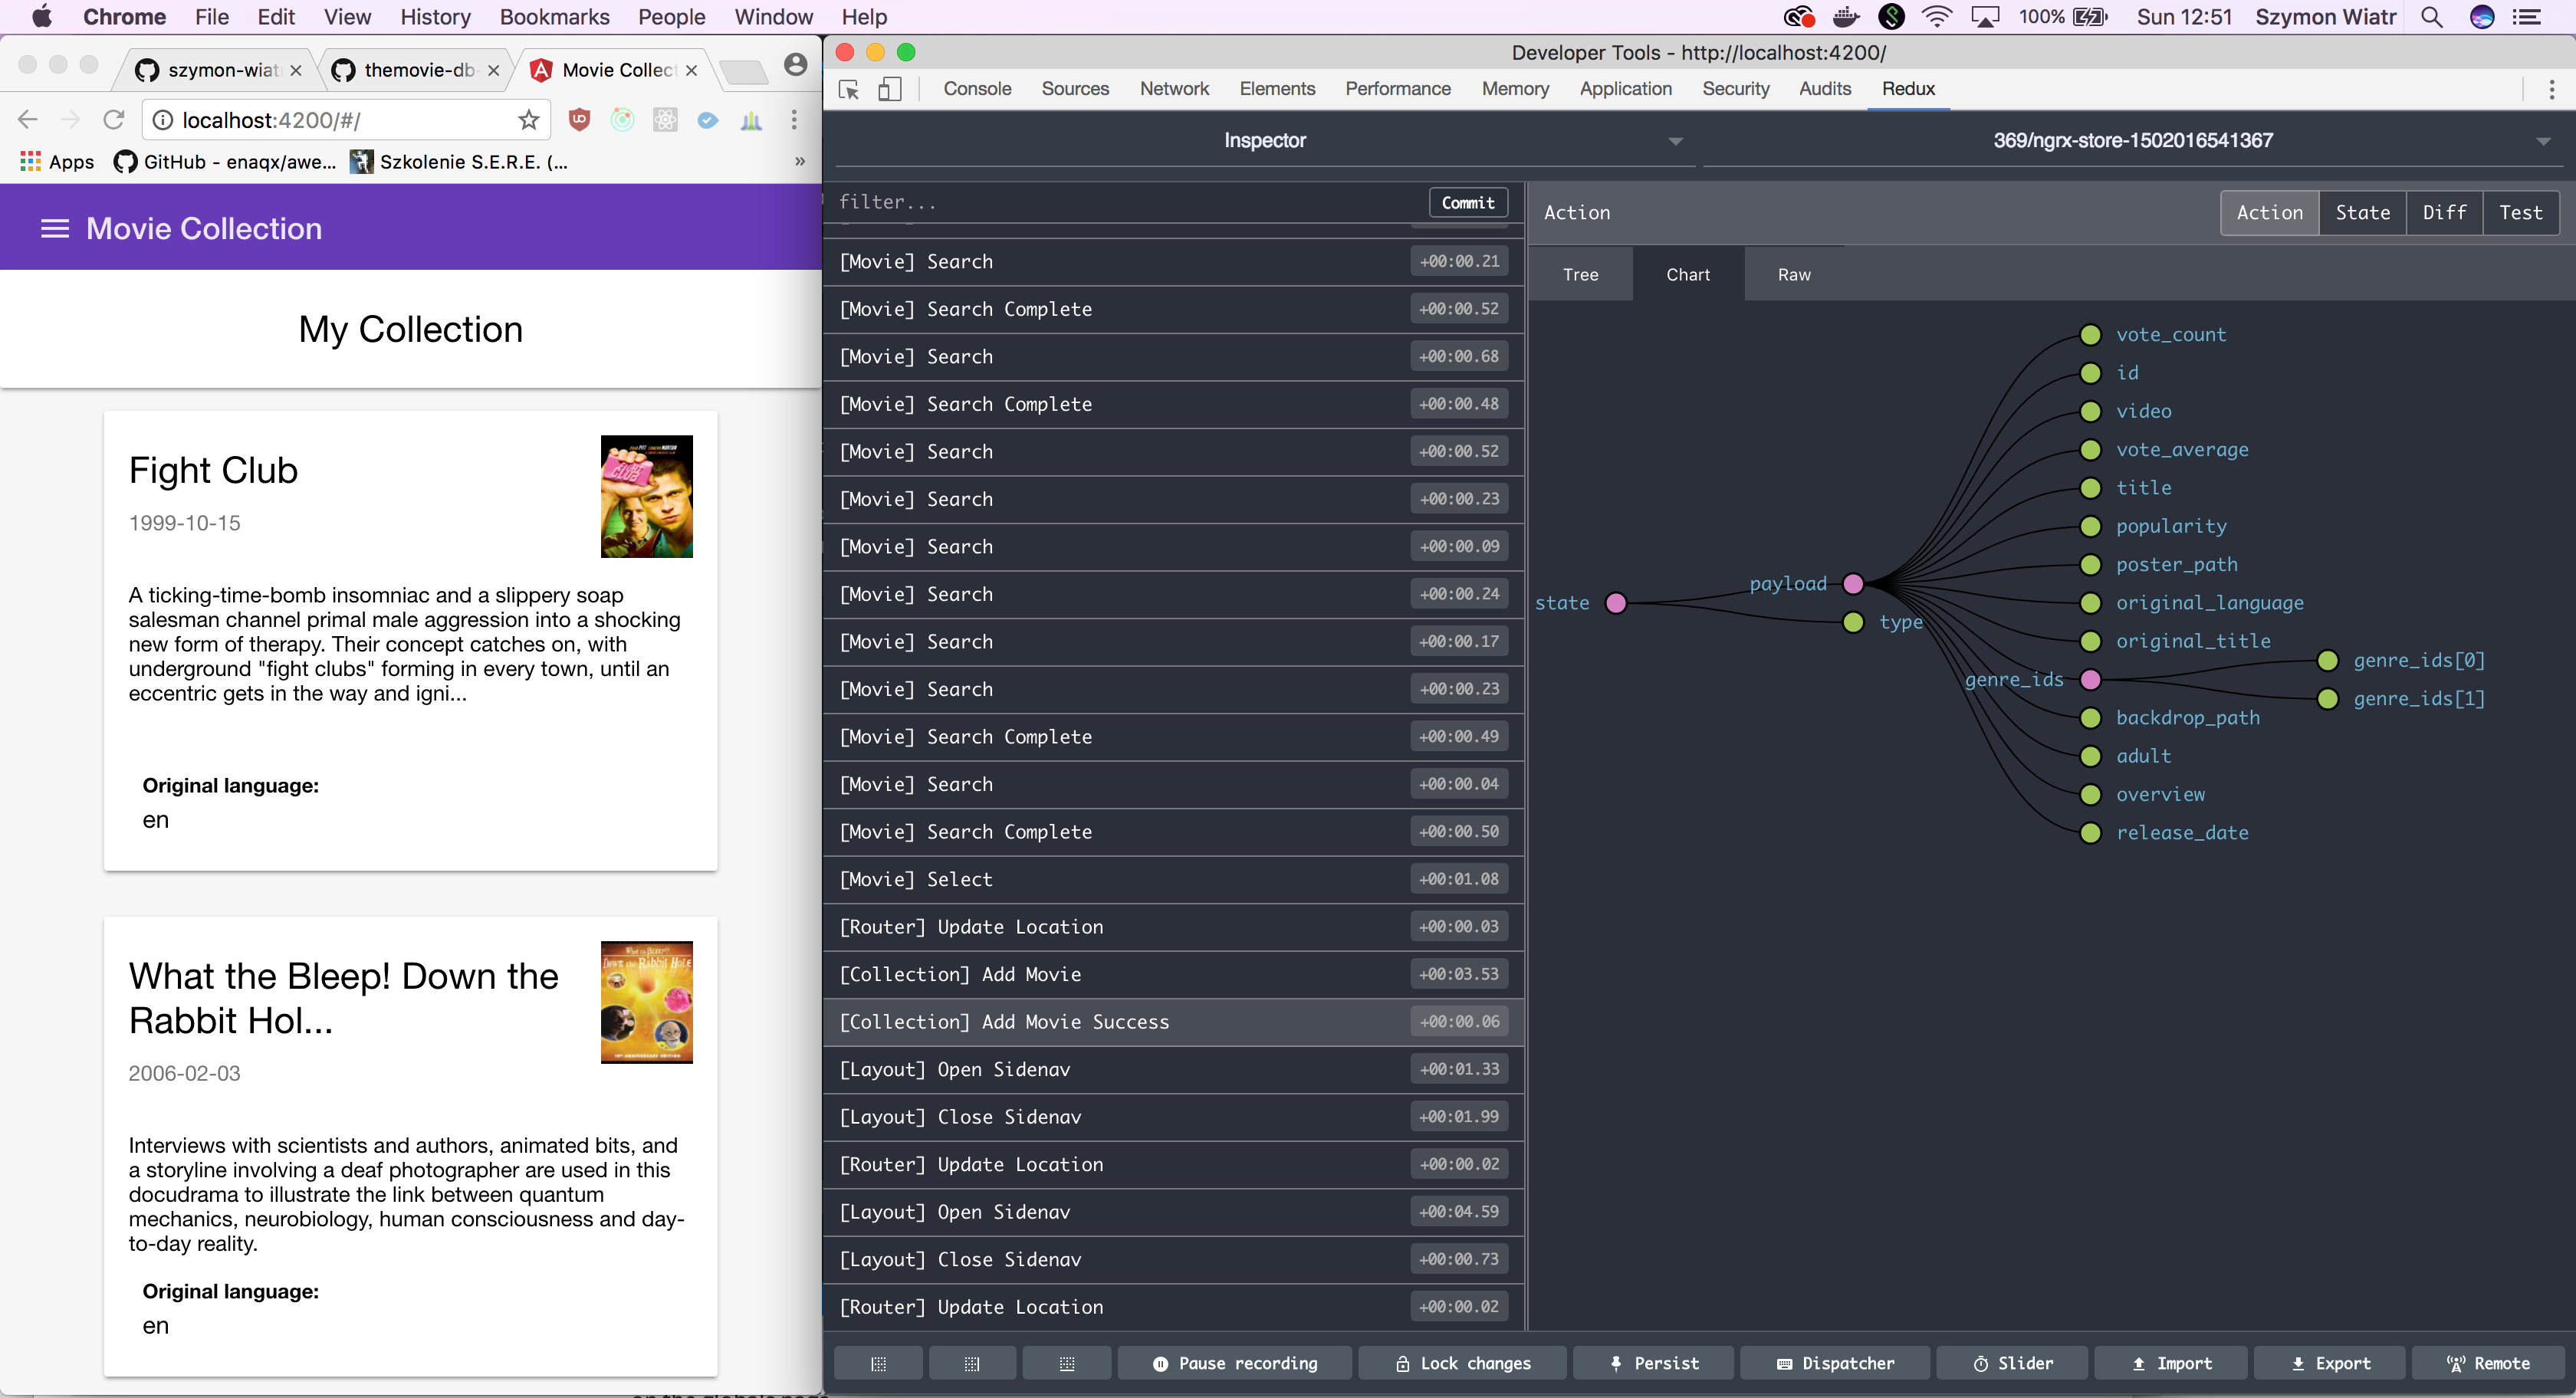 Chrome File Edit View History Bookmarks People Window Help
100% Sun 12:51 Szymon Wiatr
szymon-wiat
themovie-db-
Movie Collect
localhost:4200/#/
Apps
GitHub - enaqx/awe...
Szkolenie S.E.R.E. (...
»
Movie Collection
My Collection
Fight Club
1999-10-15
A ticking-time-bomb insomniac and a slippery soap
salesman channel primal male aggression into a shocking
new form of therapy. Their concept catches on, with
underground "fight clubs" forming in every town, until an
eccentric gets in the way and igni...
Original language:
en
What the Bleep! Down the
Rabbit Hol...
2006-02-03
Interviews with scientists and authors, animated bits, and
a storyline involving a deaf photographer are used in this
docudrama to illustrate the link between quantum
mechanics, neurobiology, human consciousness and day-
to-day reality.
Original language:
en
Developer Tools - http://localhost:4200/
Console Sources Network Elements Performance Memory Application Security Audits Redux
Inspector
369/ngrx-store-1502016541367
filter...
Commit
[Movie] Search +00:00.21
[Movie] Search Complete +00:00.52
[Movie] Search +00:00.68
[Movie] Search Complete +00:00.48
[Movie] Search +00:00.52
[Movie] Search +00:00.23
[Movie] Search +00:00.09
[Movie] Search +00:00.24
[Movie] Search +00:00.17
[Movie] Search +00:00.23
[Movie] Search Complete +00:00.49
[Movie] Search +00:00.04
[Movie] Search Complete +00:00.50
[Movie] Select +00:01.08
[Router] Update Location +00:00.03
[Collection] Add Movie +00:03.53
[Collection] Add Movie Success +00:00.06
[Layout] Open Sidenav +00:01.33
[Layout] Close Sidenav +00:01.99
[Router] Update Location +00:00.02
[Layout] Open Sidenav +00:04.59
[Layout] Close Sidenav +00:00.73
[Router] Update Location +00:00.02
Action
Action State Diff Test
Tree Chart Raw
state
payload
type
vote_count
id
video
vote_average
title
popularity
poster_path
original_language
original_title
genre_ids
genre_ids[0]
genre_ids[1]
backdrop_path
adult
overview
release_date
Pause recording
Lock changes
Persist
Dispatcher
Slider
Import
Export
Remote